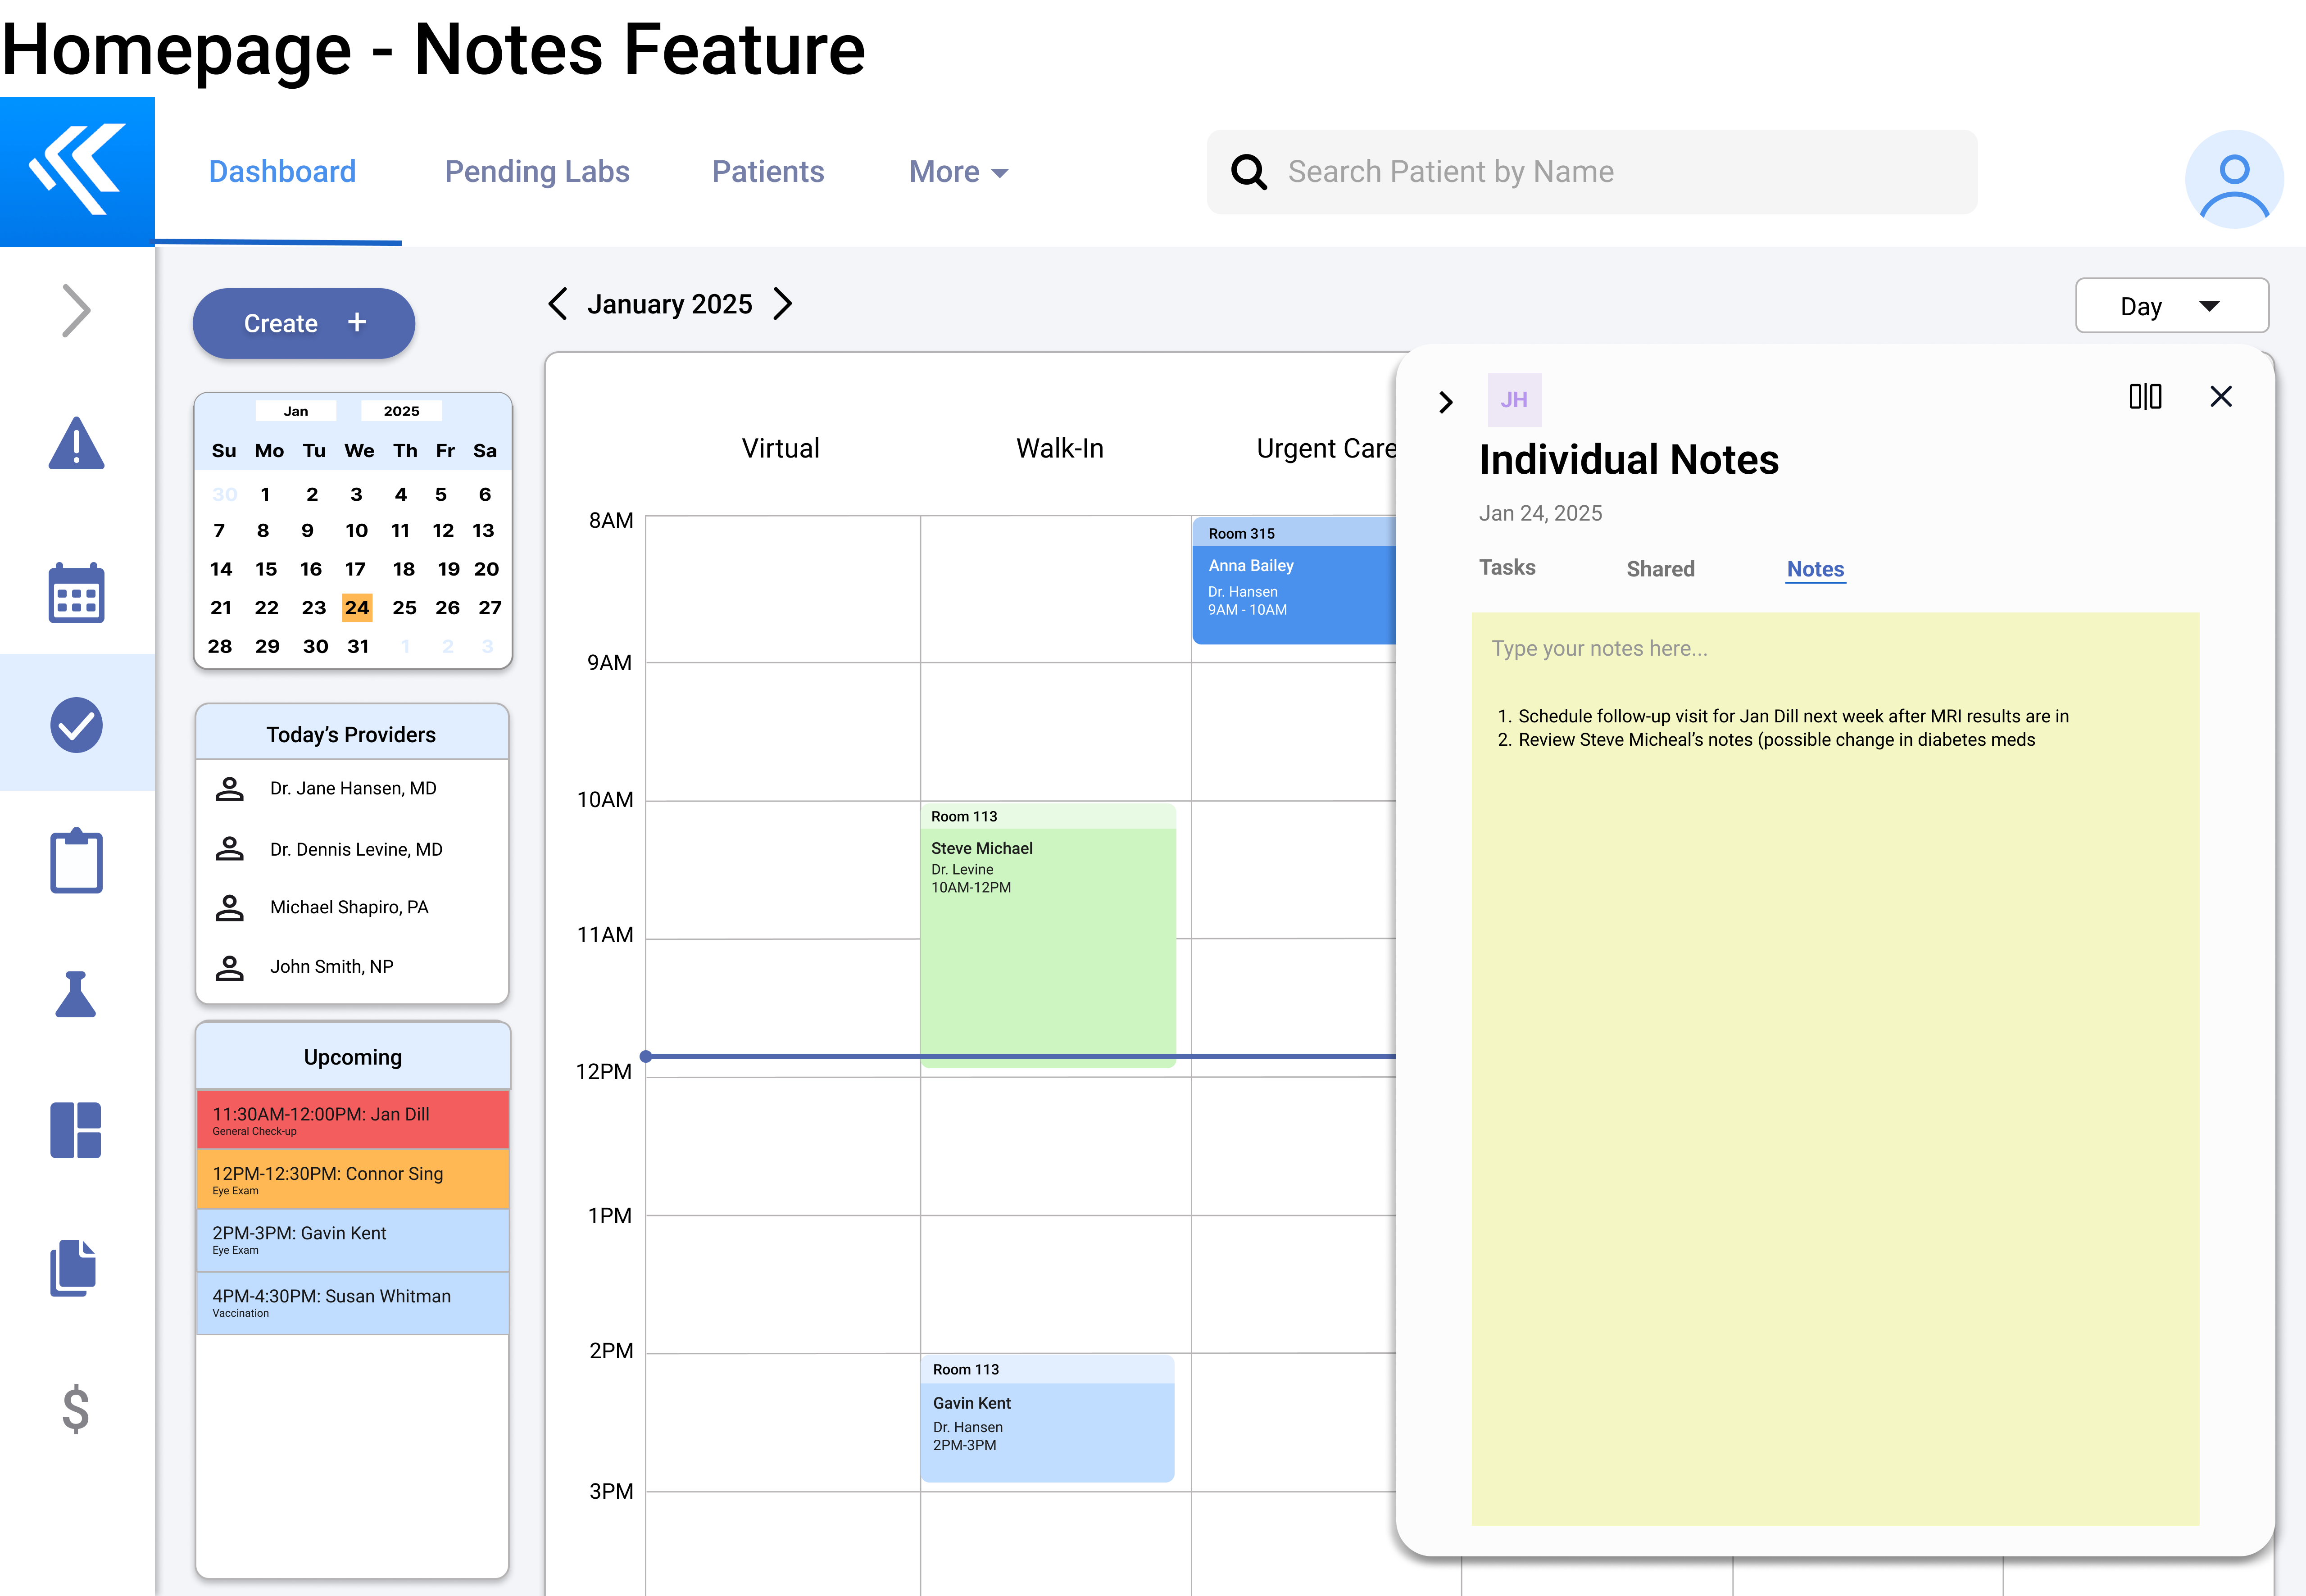 Homepage - Notes Feature
Dashboard
Pending Labs
Patients
More
Search Patient by Name
Create +
January 2025
Day
Jan 2025
Su Mo Tu We Th Fr Sa
30 1 2 3 4 5 6
7 8 9 10 11 12 13
14 15 16 17 18 19 20
21 22 23 24 25 26 27
28 29 30 31 1 2 3
Today’s Providers
Dr. Jane Hansen, MD
Dr. Dennis Levine, MD
Michael Shapiro, PA
John Smith, NP
Upcoming
11:30AM-12:00PM: Jan Dill
General Check-up
12PM-12:30PM: Connor Sing
Eye Exam
2PM-3PM: Gavin Kent
Eye Exam
4PM-4:30PM: Susan Whitman
Vaccination
$
Virtual
Walk-In
Urgent Care
8AM
9AM
10AM
11AM
12PM
1PM
2PM
3PM
Room 315
Anna Bailey
Dr. Hansen
9AM - 10AM
Room 113
Steve Michael
Dr. Levine
10AM-12PM
Room 113
Gavin Kent
Dr. Hansen
2PM-3PM
JH
Individual Notes
Jan 24, 2025
Tasks
Shared
Notes
Type your notes here...
1. Schedule follow-up visit for Jan Dill next week after MRI results are in
2. Review Steve Micheal’s notes (possible change in diabetes meds